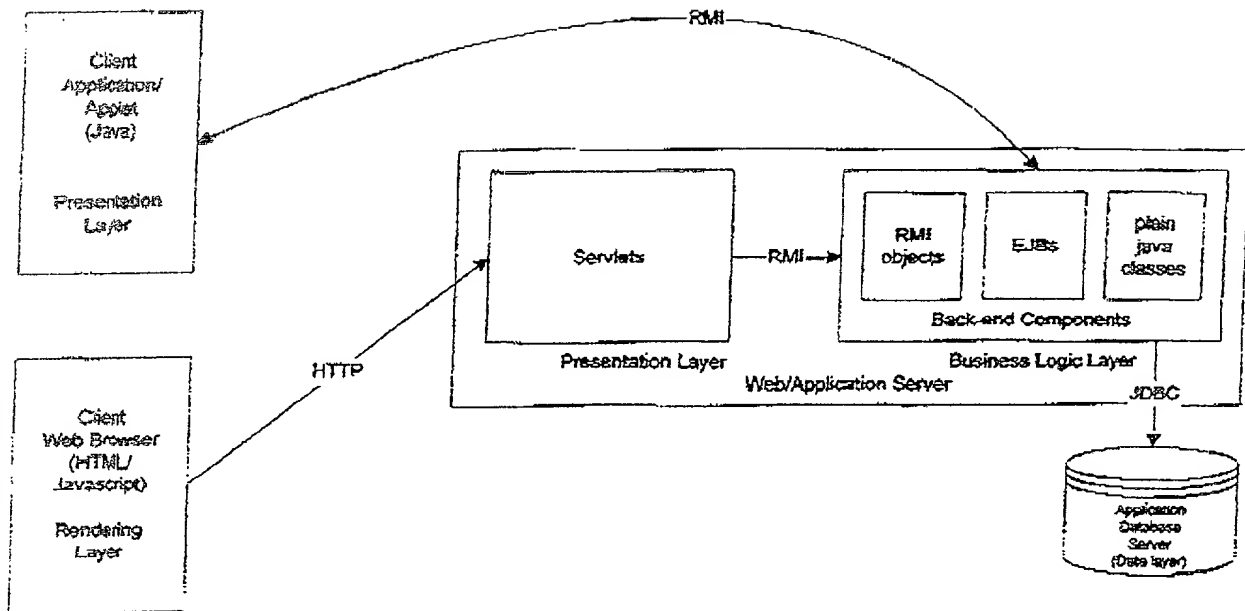 RMI
Client
Application/
Applet
(Java)
Presentation
Layer
Servlets
RMI
RMI
objects
EJBs
plain
java
classes
Back-end Components
Presentation Layer
Business Logic Layer
Web/Application Server
HTTP
JDBC
Client
Web Browser
(HTML/
Javascript)
Rendering
Layer
Application
Database
Server
(Data layer)